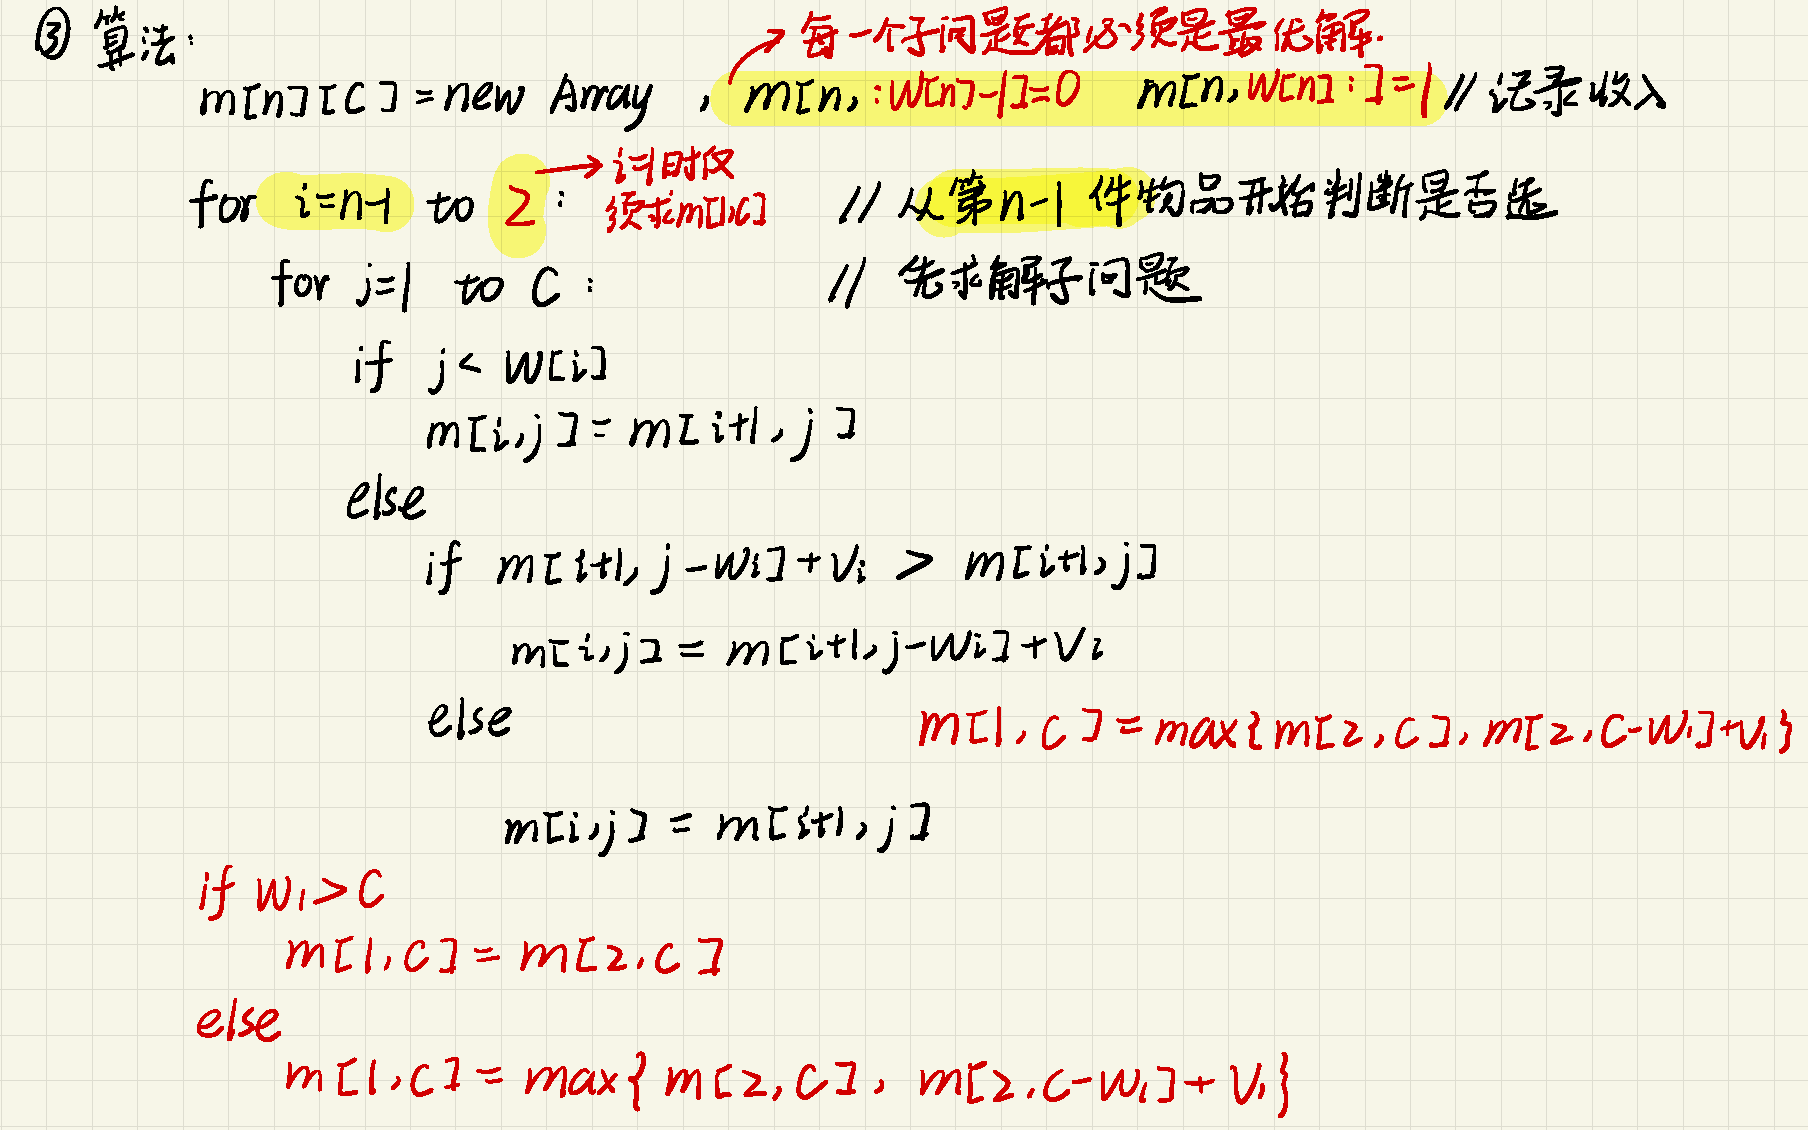 ③ 算法：
→ 每一个子问题都必须是最优解.
m[n][C] = new Array , m[n, :W[n]-1]=0 m[n, W[n]:]=1 // 记录收入
for i=n-1 to 2 : → i=1时仅须求m[1,C] // 从第n-1件物品开始判断是否选
for j=1 to C : // 先求解子问题
if j < W[i]
m[i,j] = m[i+1, j]
else
if m[i+1, j-Wi]+Vi > m[i+1, j]
m[i,j] = m[i+1, j-Wi]+Vi
else
m[1, C] = max{m[2, C], m[2, C-W1]+V1}
m[i,j] = m[i+1, j]
if W1 > C
m[1, C] = m[2, C]
else
m[1, C] = max{ m[2, C], m[2, C-W1] + V1}